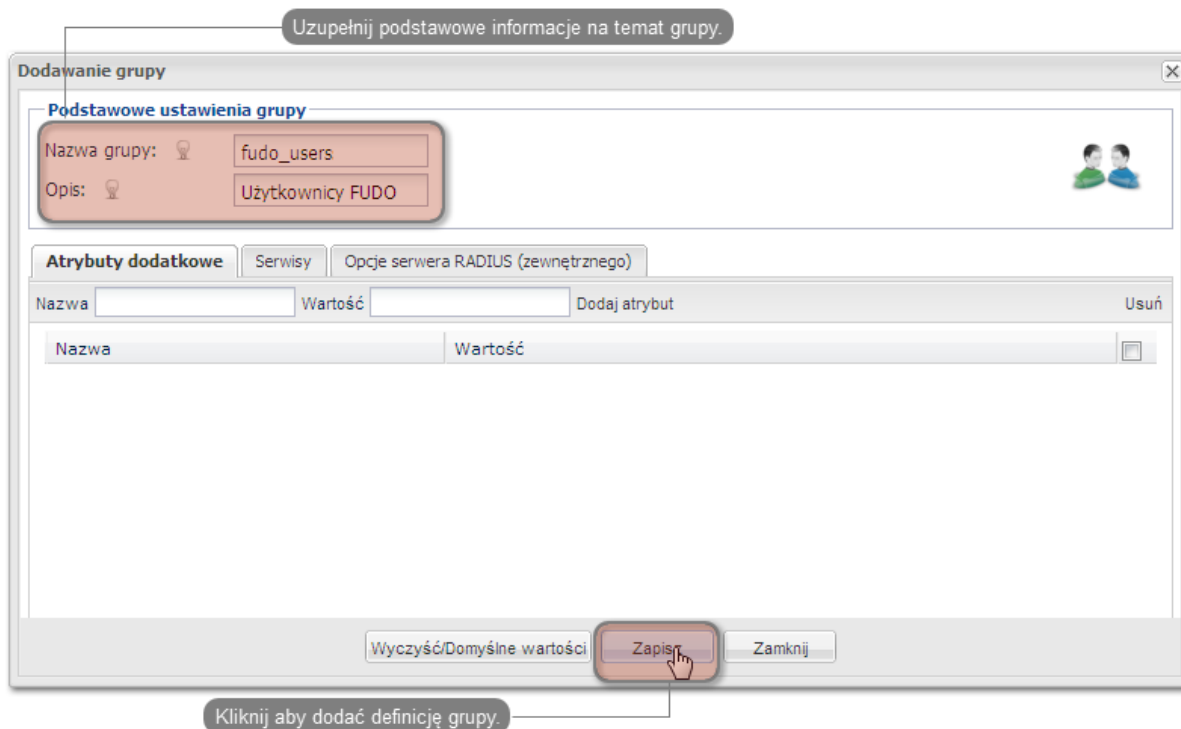 Uzupełnij podstawowe informacje na temat grupy.
Dodawanie grupy
Podstawowe ustawienia grupy
Nazwa grupy: fudo_users
Opis: Użytkownicy FUDO
Atrybuty dodatkowe Serwisy Opcje serwera RADIUS (zewnętrznego)
Nazwa Wartość Dodaj atrybut Usuń
Nazwa Wartość
Wyczyść/Domyślne wartości Zapisz Zamknij
Kliknij aby dodać definicję grupy.